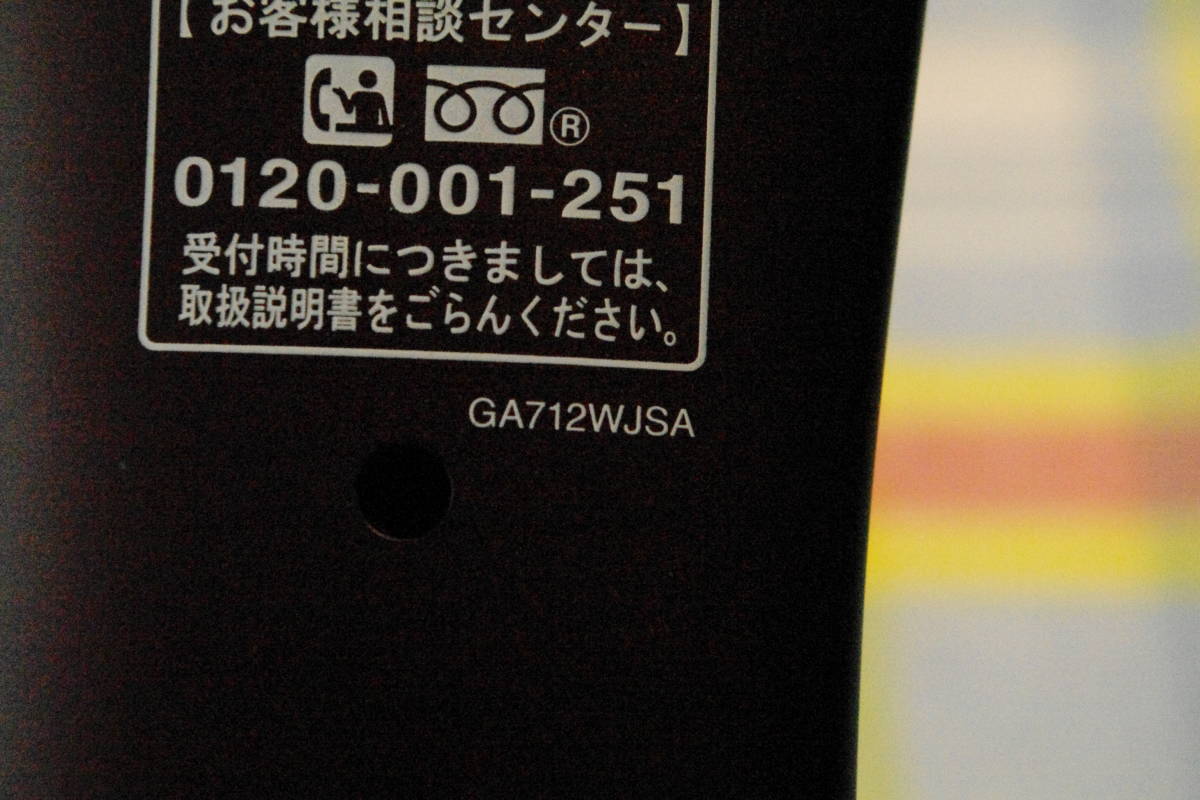 【お客様相談センター】
®
0120-001-251
受付時間につきましては、
取扱説明書をごらんください。
GA712WJSA